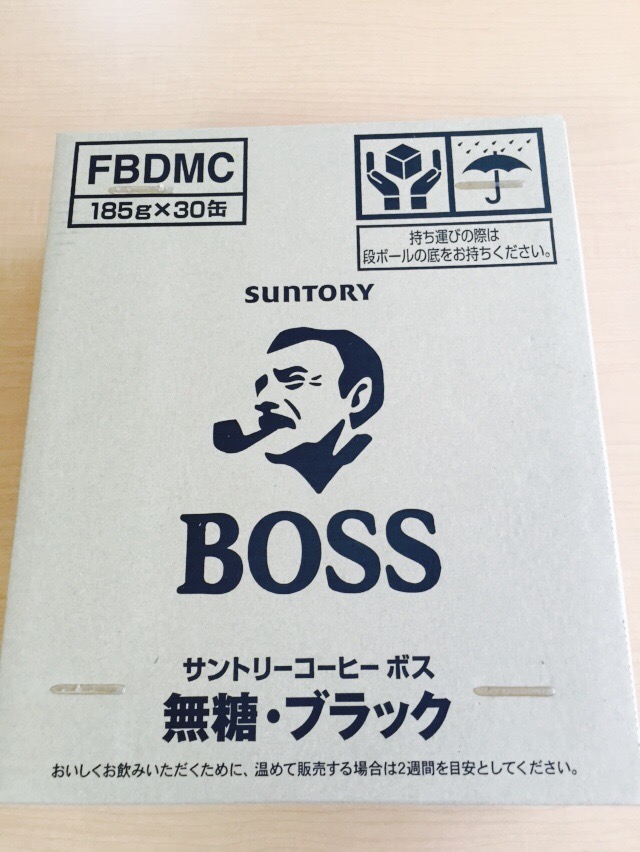 FBDMC
185g×30缶
持ち運びの際は
段ボールの底をお持ちください。
SUNTORY
BOSS
サントリーコーヒー ボス
無糖・ブラック
おいしくお飲みいただくために、温めて販売する場合は2週間を目安としてください。